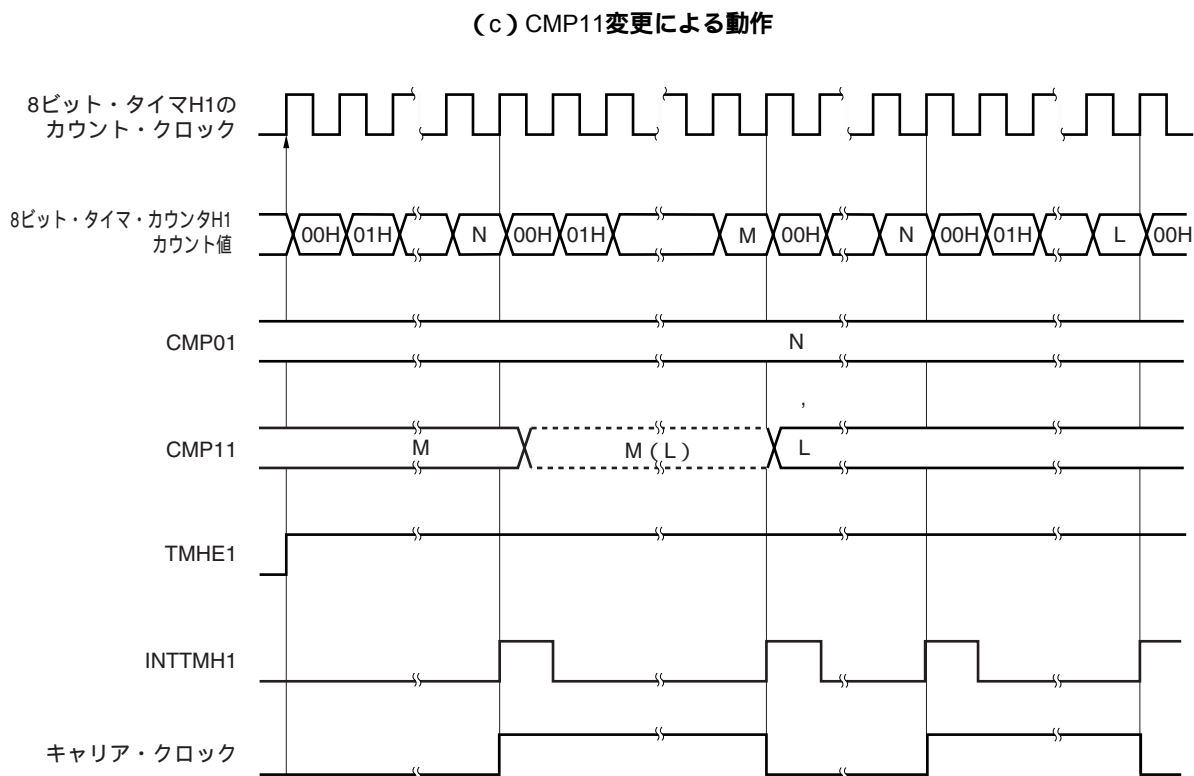 （c）CMP11変更による動作
8ビット・タイマH1の
カウント・クロック
8ビット・タイマ・カウンタH1
カウント値
00H 01H N 00H 01H M 00H N 00H 01H L 00H
CMP01
N
’
CMP11
M M（L） L
TMHE1
INTTMH1
キャリア・クロック